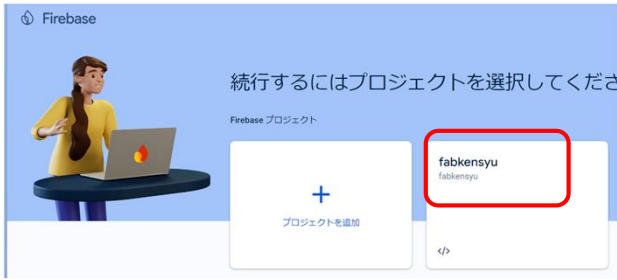 Firebase
続行するにはプロジェクトを選択してくださ
Firebase プロジェクト
fabkensyu
fabkensyu
+
プロジェクトを追加
</>